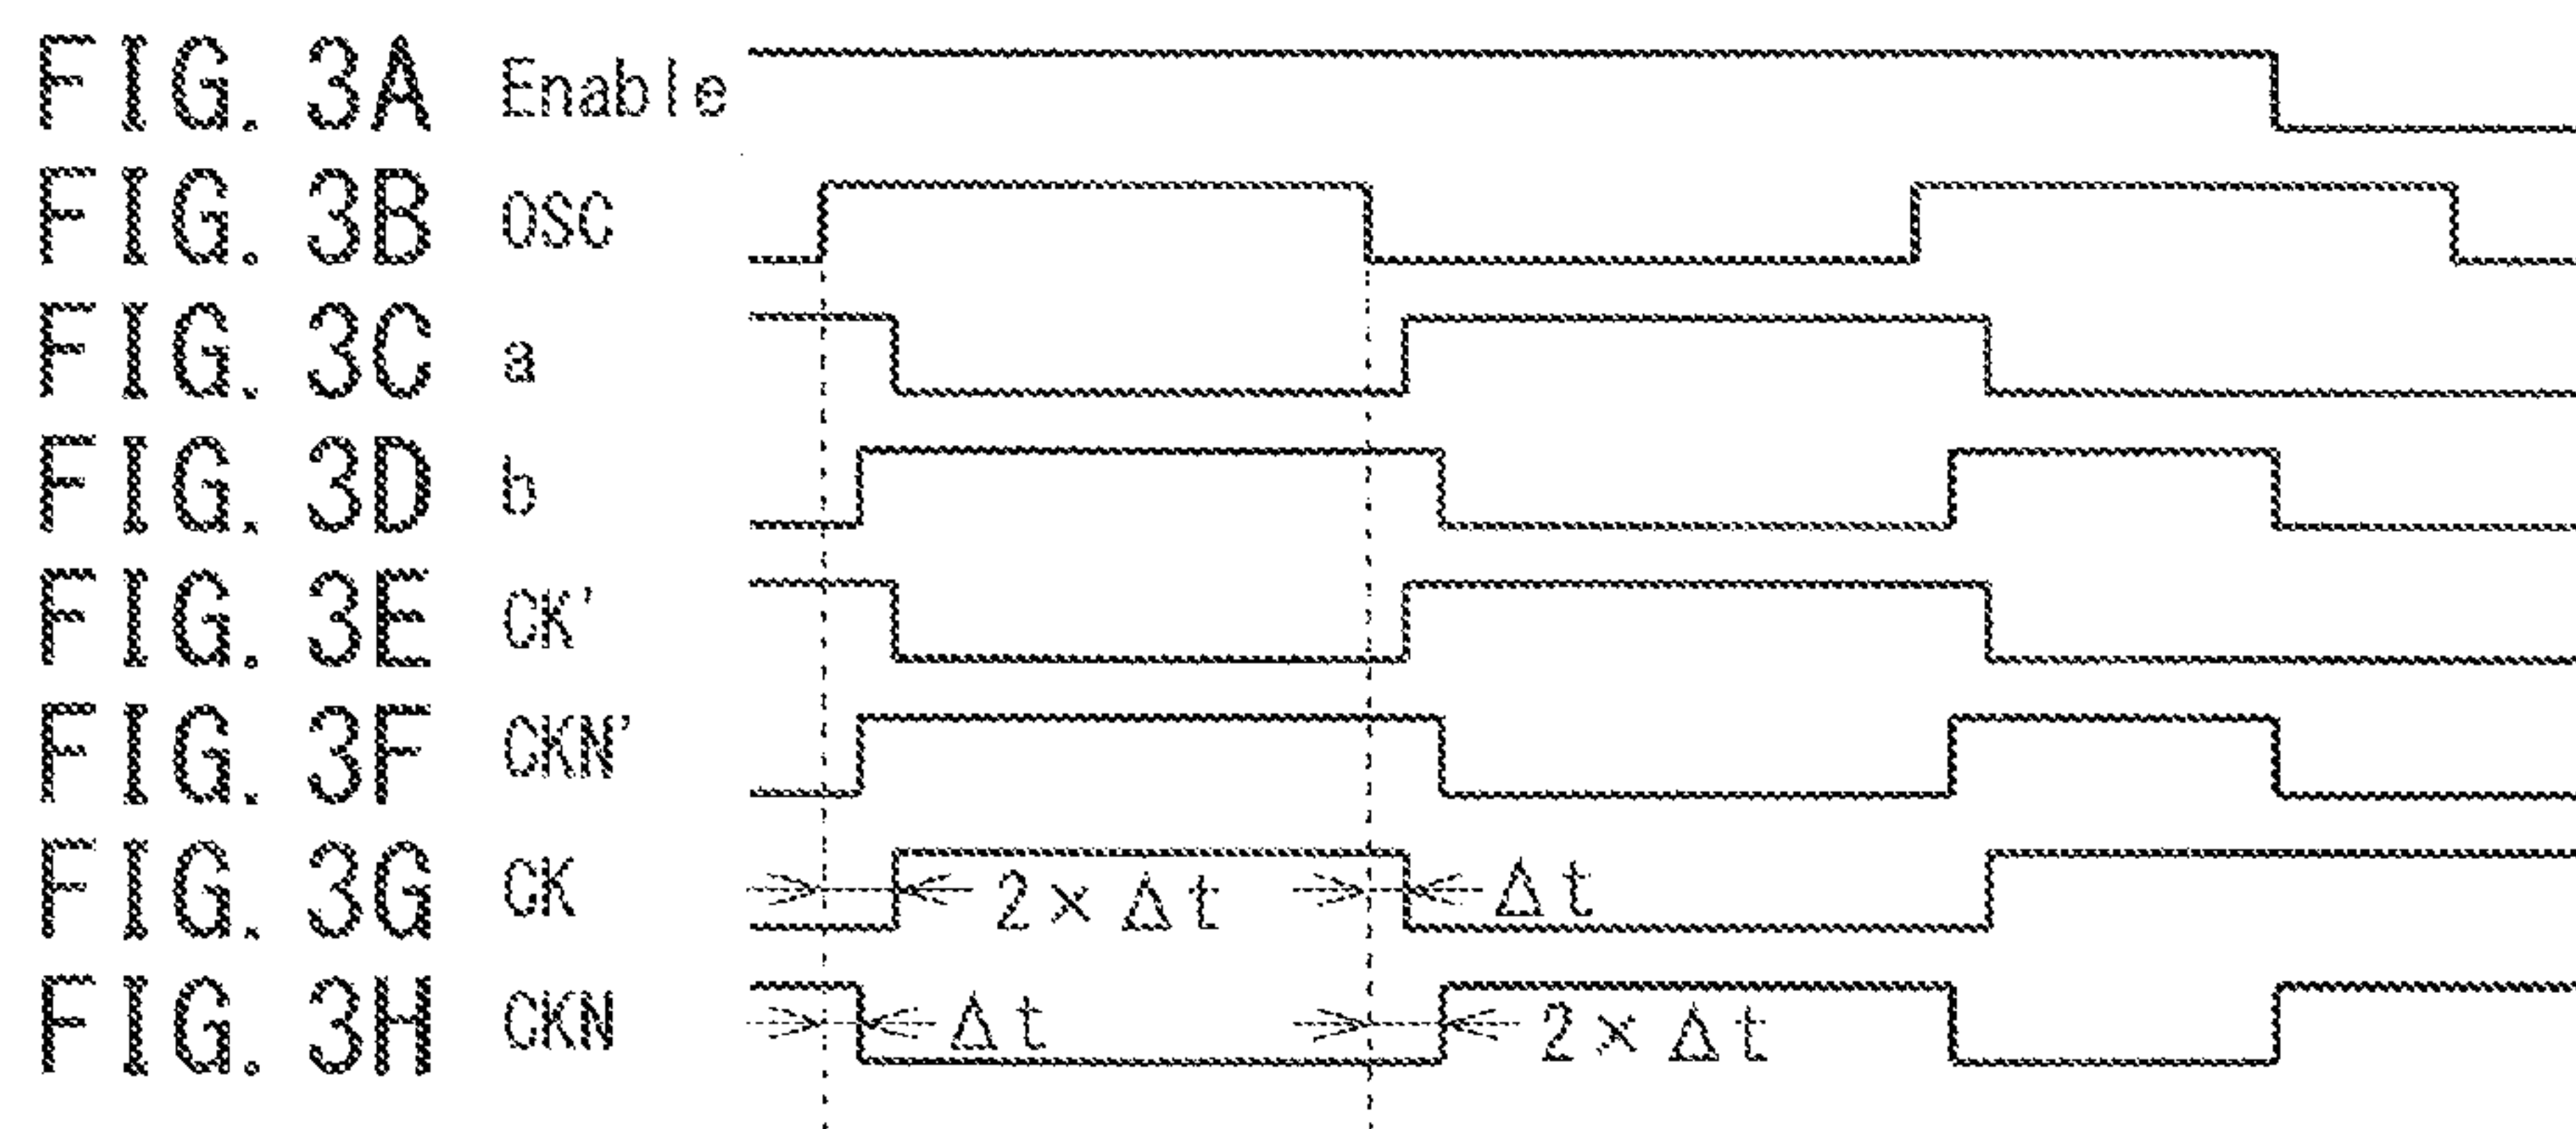 FIG. 3A Enable
FIG. 3B OSC
FIG. 3C a
FIG. 3D b
FIG. 3E CK'
FIG. 3F CKN'
FIG. 3G CK 2×Δt Δt
FIG. 3H CKN Δt 2×Δt